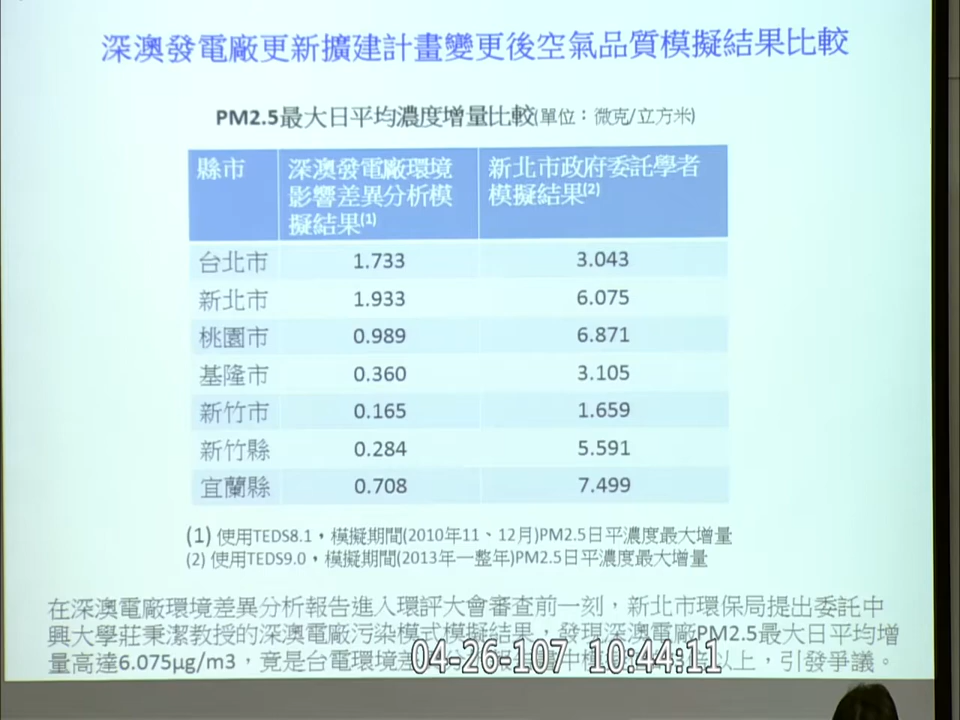 深澳發電廠更新擴建計畫變更後空氣品質模擬結果比較
PM2.5最大日平均濃度增量比較(單位：微克/立方米)
縣市 深澳發電廠環境影響差異分析模擬結果(1) 新北市政府委託學者模擬結果(2)
台北市 1.733 3.043
新北市 1.933 6.075
桃園市 0.989 6.871
基隆市 0.360 3.105
新竹市 0.165 1.659
新竹縣 0.284 5.591
宜蘭縣 0.708 7.499
(1) 使用TEDS8.1，模擬期間(2010年11、12月)PM2.5日平濃度最大增量
(2) 使用TEDS9.0，模擬期間(2013年一整年)PM2.5日平濃度最大增量
在深澳電廠環境差異分析報告進入環評大會審查前一刻，新北市環保局提出委託中
興大學莊秉潔教授的深澳電廠污染模式模擬結果，發現深澳電廠PM2.5最大日平均增
量高達6.075μg/m3，竟是台電環境差 以上，引發爭議。
04-26-107 10:44:11